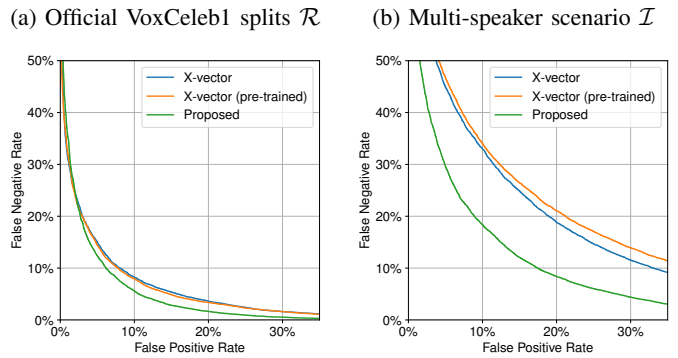 (a) Official VoxCeleb1 splits ℛ
50%
40%
30%
20%
10%
0%
False Negative Rate
X-vector
X-vector (pre-trained)
Proposed
0% 10% 20% 30%
False Positive Rate
(b) Multi-speaker scenario ℐ
50%
40%
30%
20%
10%
0%
False Negative Rate
X-vector
X-vector (pre-trained)
Proposed
0% 10% 20% 30%
False Positive Rate